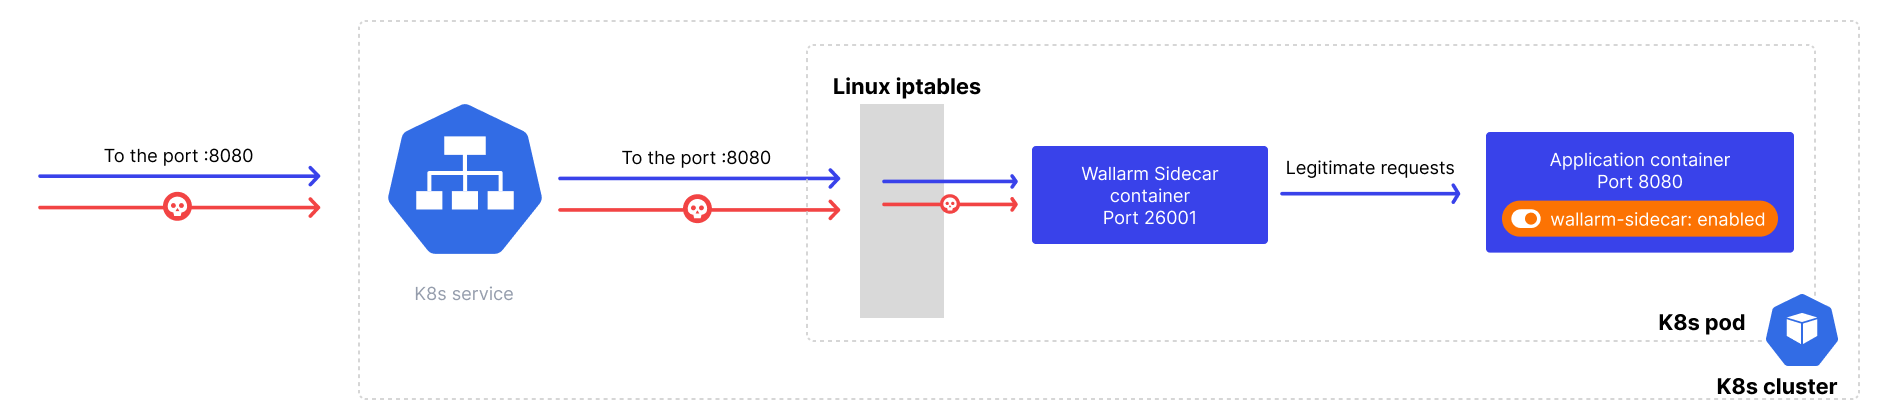 To the port :8080
K8s service
To the port :8080
Linux iptables
Wallarm Sidecar
container
Port 26001
Legitimate requests
Application container
Port 8080
wallarm-sidecar: enabled
K8s pod
K8s cluster